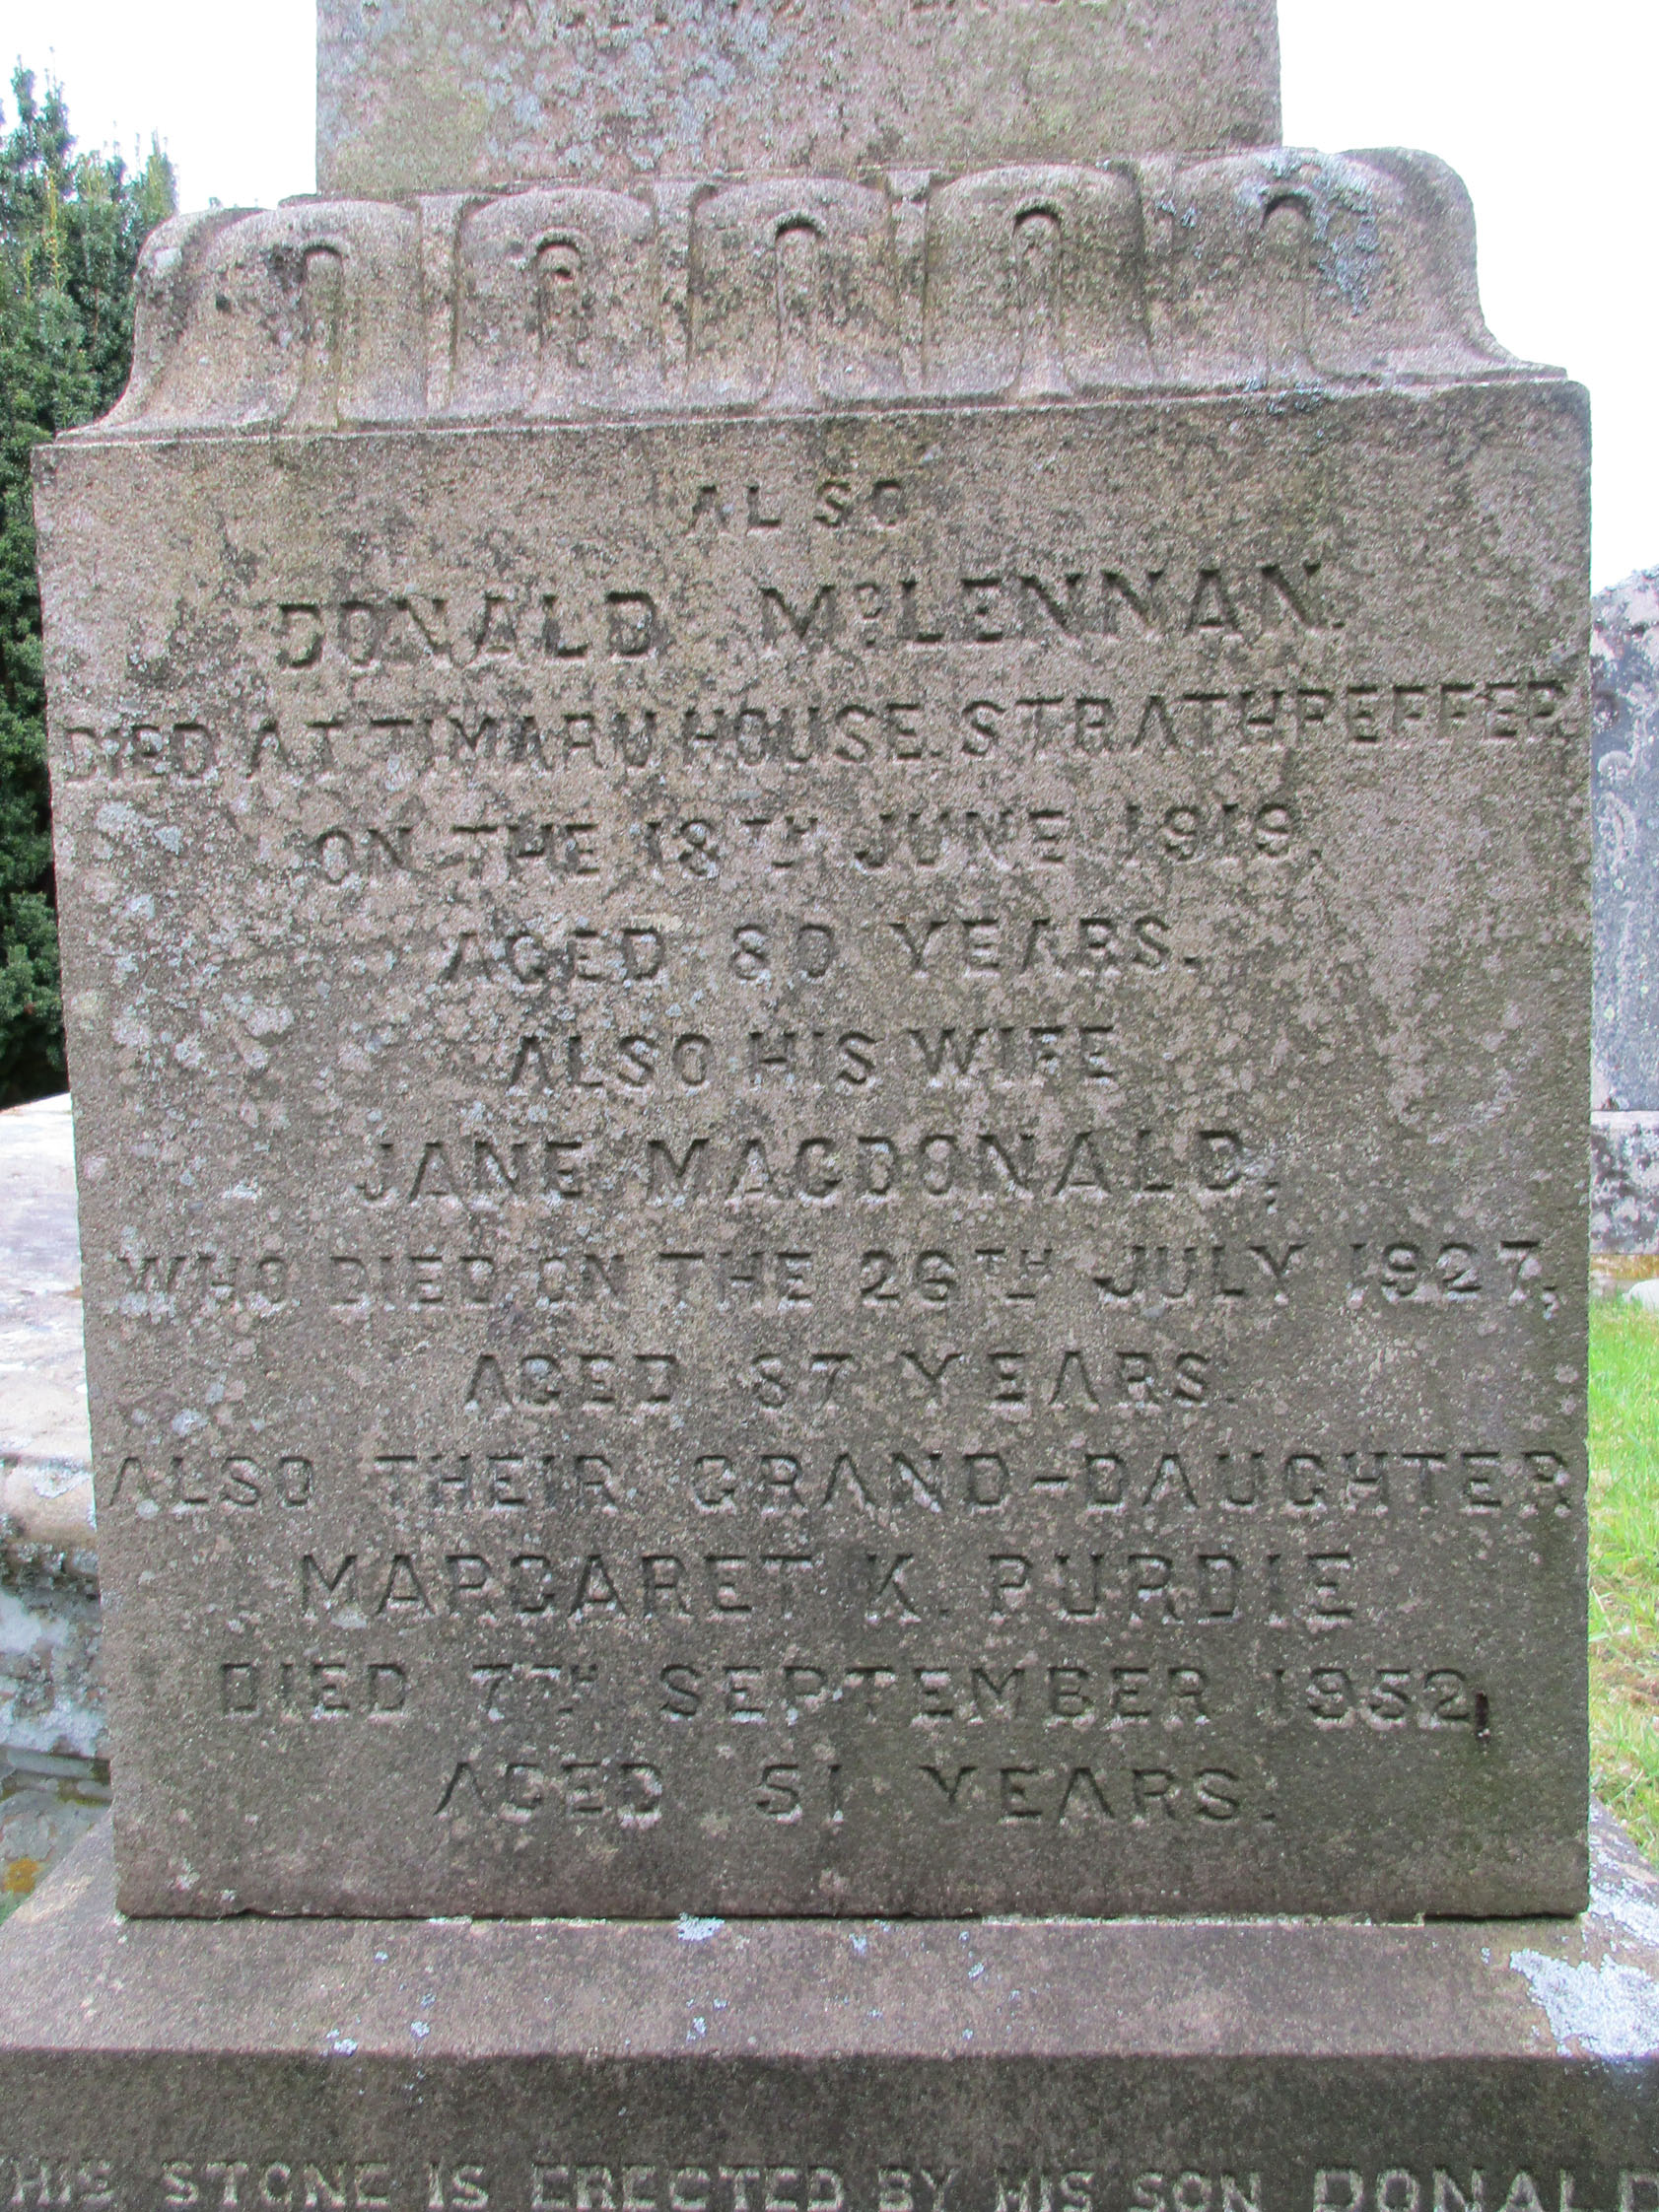 ALSO
DONALD McLENNAN.
DIED AT TIMARU HOUSE, STRATHPEFFER,
ON THE 18TH JUNE 1919,
AGED 80 YEARS.
ALSO HIS WIFE
JANE MACDONALD,
WHO DIED ON THE 26TH JULY 1927,
AGED 87 YEARS.
ALSO THEIR GRAND-DAUGHTER
MARGARET K. PURDIE
DIED 7TH SEPTEMBER 1952,
AGED 51 YEARS.
HIS STONE IS ERECTED BY HIS SON DONALD